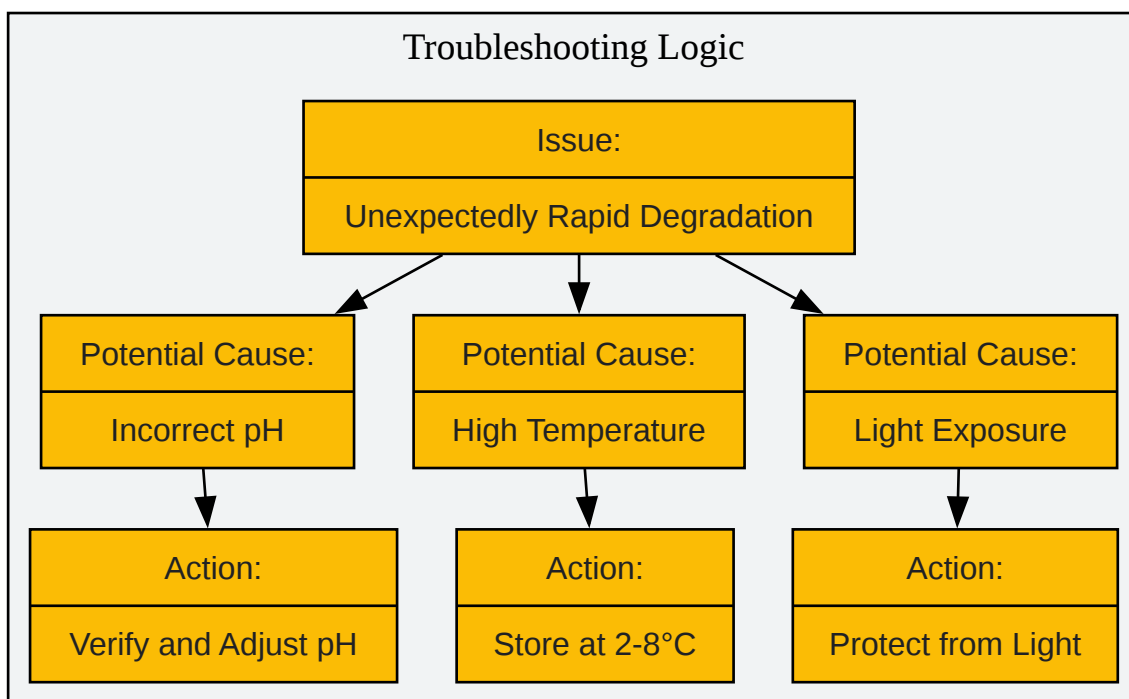 Troubleshooting Logic
Issue:
Unexpectedly Rapid Degradation
Potential Cause:
Incorrect pH
Potential Cause:
High Temperature
Potential Cause:
Light Exposure
Action:
Verify and Adjust pH
Action:
Store at 2-8°C
Action:
Protect from Light